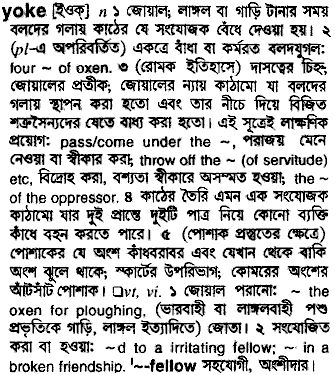 yoke [ইওক্] n ১ জোয়াল; লাঙ্গল বা গাড়ি টানার সময়
বলদের গলায় কাঠের যে সংযোজক বেঁধে দেওয়া হয়। ২
(pl-এ অপরিবর্তিত) একত্রে বাঁধা বা কর্মরত বলদযুগল:
four ~ of oxen. ৩ (রোমক ইতিহাসে) দাসত্বের চিহ্ন;
জোয়ালের প্রতীক; জোয়ালের ন্যায় কাঠামো যা বলদের
গলায় স্থাপন করা হতো এবং তার নীচে দিয়ে বিজিত
শত্রুসৈন্যদের যেতে বাধ্য করা হতো। এই সূত্রেই লাক্ষণিক
প্রয়োগ: pass/come under the ~, পরাজয় মেনে
নেওয়া বা স্বীকার করা; throw off the ~ (of servitude)
etc, বিদ্রোহ করা, বশ্যতা স্বীকারে অসম্মত হওয়া; the ~
of the oppressor. ৪ কাঠের তৈরি এমন এক সংযোজক
কাঠামো যার দুই প্রান্তে দুইটি পাত্র নিয়ে কোনো ব্যক্তি
কাঁধে বহন করতে পারে। ৫ (পোশাক প্রস্তুতের ক্ষেত্রে)
পোশাকের যে অংশ কাঁধবরাবর এবং যেখান থেকে বাকি
অংশ ঝুলে থাকে; স্কার্টের উপরিভাগ; কোমরের অংশের
আঁটসাঁট পোশাক। □vt, vi. ১ জোয়াল পরানো: ~ the
oxen for ploughing, (ভারবাহী বা লাঙ্গলবাহী পশু
প্রভৃতিকে গাড়ি, লাঙ্গল ইত্যাদিতে) জোতা। ২ সংযোজিত
করা বা হওয়া: ~d to a irritating fellow; ~ in a
broken friendship. '~-fellow সহযোগী, অংশীদার।